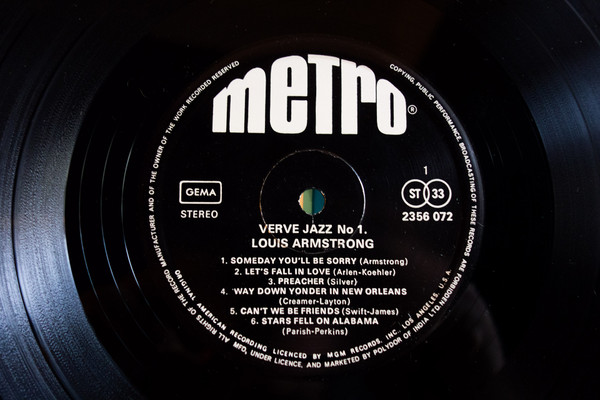 metro®
GEMA
STEREO
1
ST 33
2356 072
VERVE JAZZ No 1.
LOUIS ARMSTRONG
1. SOMEDAY YOU'LL BE SORRY (Armstrong)
2. LET'S FALL IN LOVE (Arlen-Koehler)
3. PREACHER (Silver)
4. 'WAY DOWN YONDER IN NEW ORLEANS
(Creamer-Layton)
5. CAN'T WE BE FRIENDS (Swift-James)
6. STARS FELL ON ALABAMA
(Parish-Perkins)
ORIGINAL AMERICAN RECORDING LICENCED BY MGM RECORDS, INC. LOS ANGELES, U.S.A.
ALL RIGHTS OF THE RECORD MANUFACTURER AND OF THE OWNER OF THE WORK RECORDED RESERVED
COPYING, PUBLIC PERFORMANCE, BROADCASTING OF THESE RECORDS ARE FORBIDDEN.
MFD, UNDER LICENCE, AND MARKETED BY POLYDOR OF INDIA LTD.